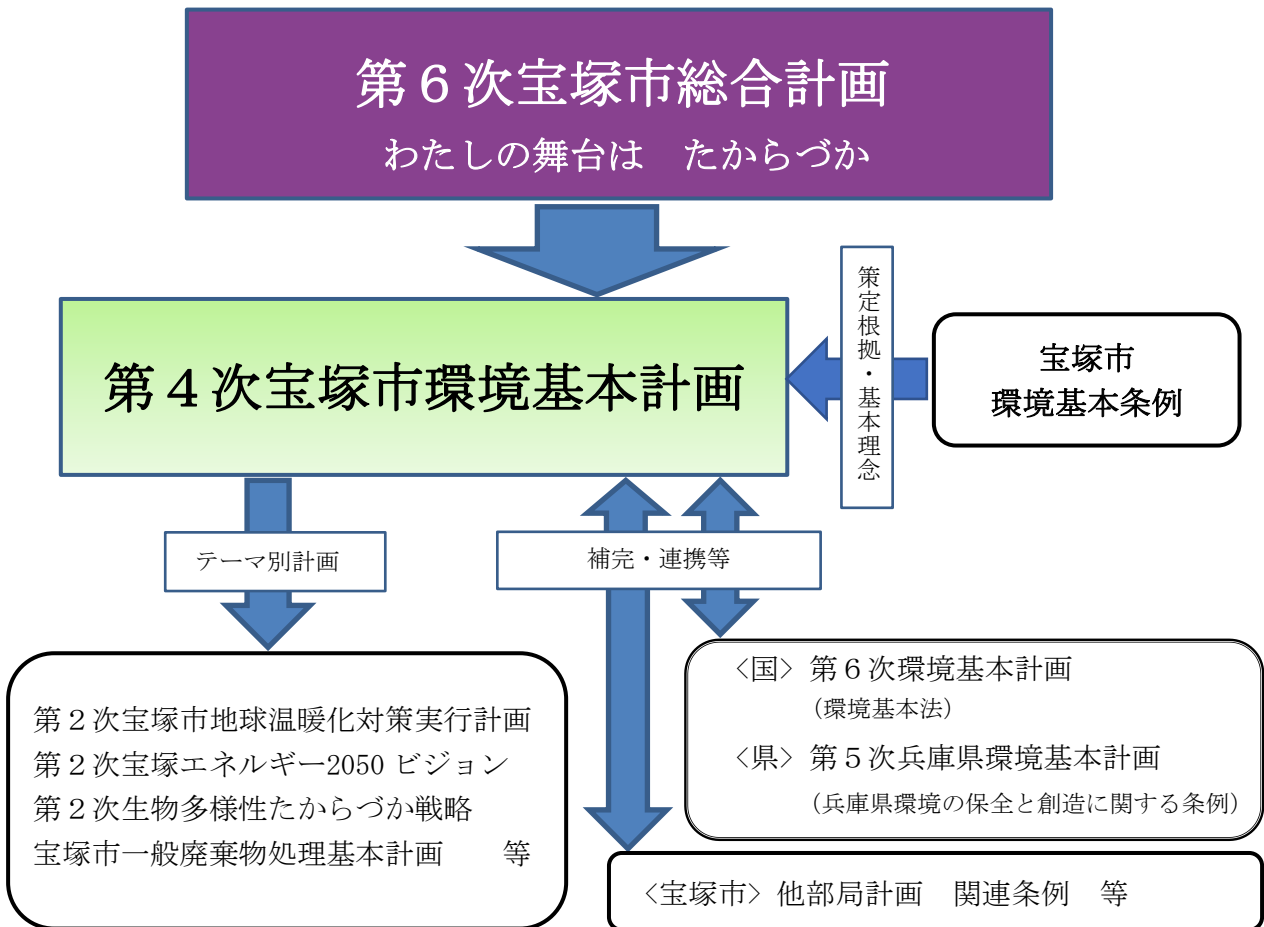 第６次宝塚市総合計画
わたしの舞台は　たからづか
策定根拠・基本理念
第４次宝塚市環境基本計画
宝塚市
環境基本条例
テーマ別計画
補完・連携等
第２次宝塚市地球温暖化対策実行計画
第２次宝塚エネルギー2050 ビジョン
第２次生物多様性たからづか戦略
宝塚市一般廃棄物処理基本計画　　等
〈国〉第６次環境基本計画
（環境基本法）
〈県〉第５次兵庫県環境基本計画
（兵庫県環境の保全と創造に関する条例）
〈宝塚市〉他部局計画　関連条例　等